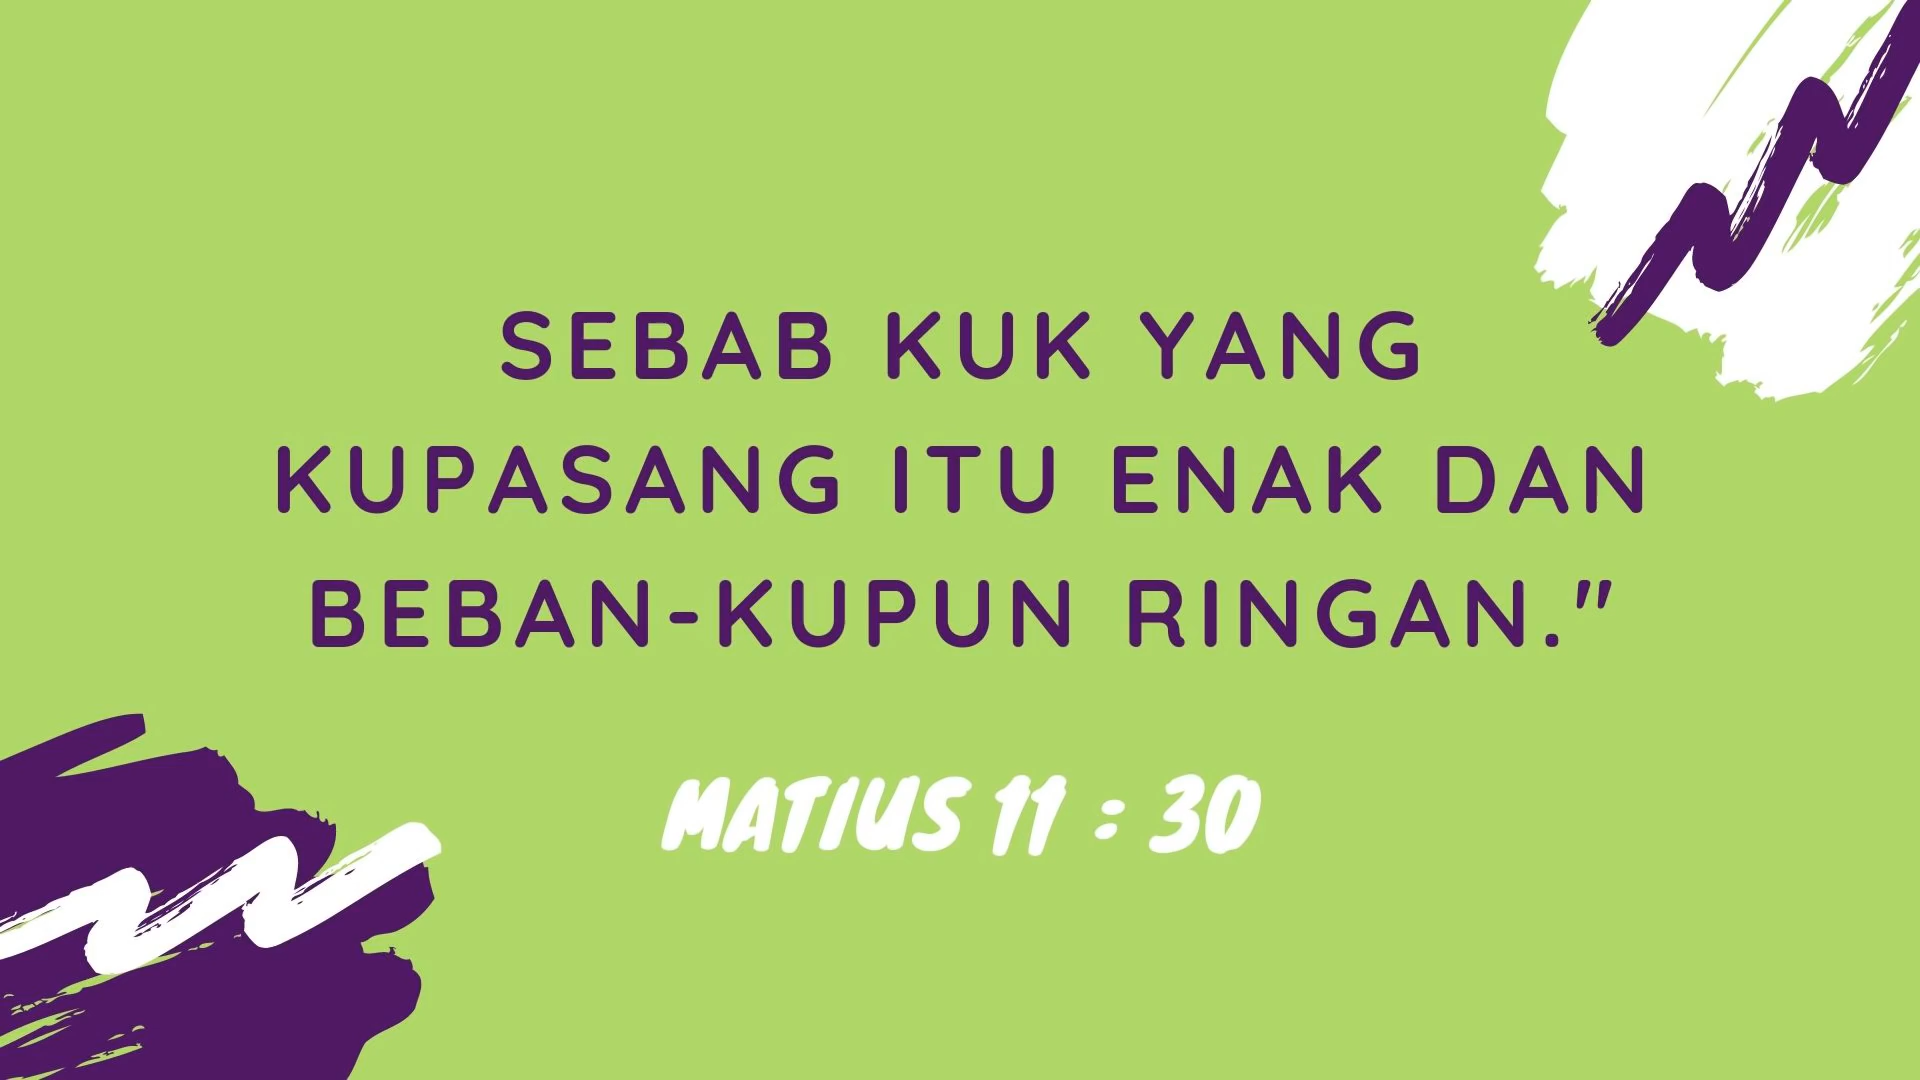 SEBAB KUK YANG
KUPASANG ITU ENAK DAN
BEBAN-KUPUN RINGAN."
MATIUS 11 : 30